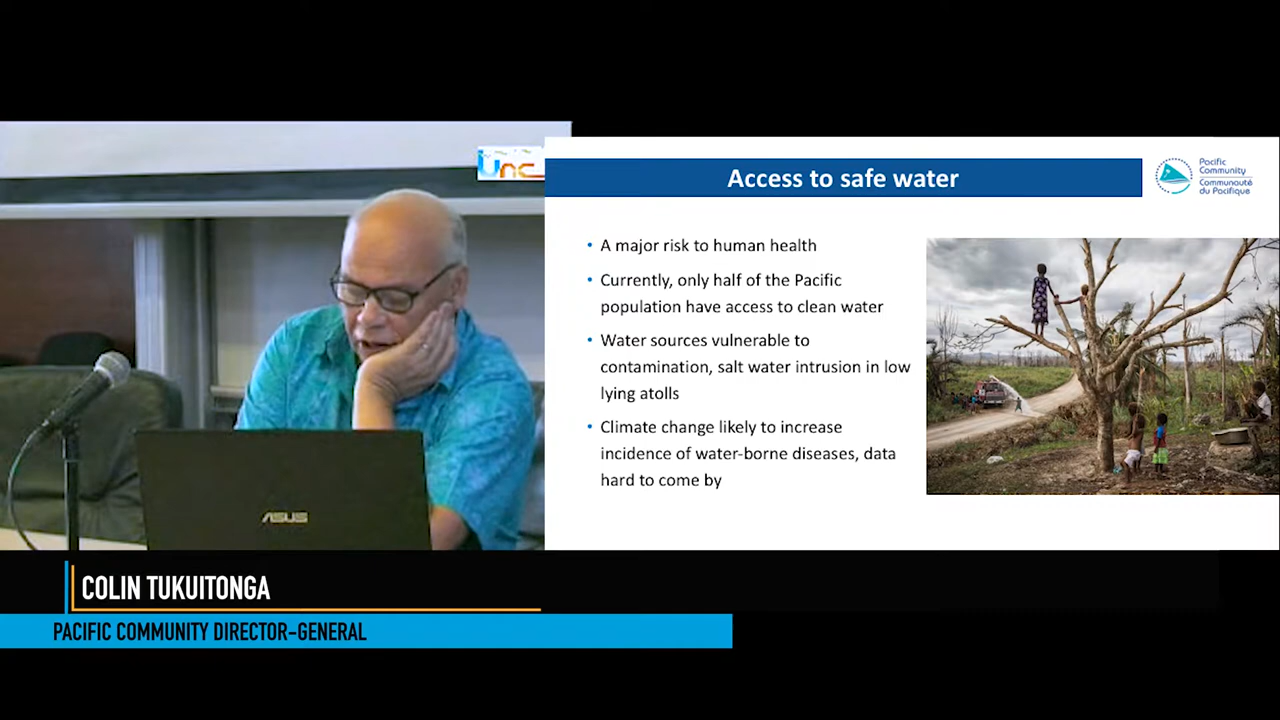 Unc
Access to safe water
Pacific
Community
Communauté
du Pacifique
• A major risk to human health
• Currently, only half of the Pacific
population have access to clean water
• Water sources vulnerable to
contamination, salt water intrusion in low
lying atolls
• Climate change likely to increase
incidence of water-borne diseases, data
hard to come by
ASUS
COLIN TUKUITONGA
PACIFIC COMMUNITY DIRECTOR-GENERAL